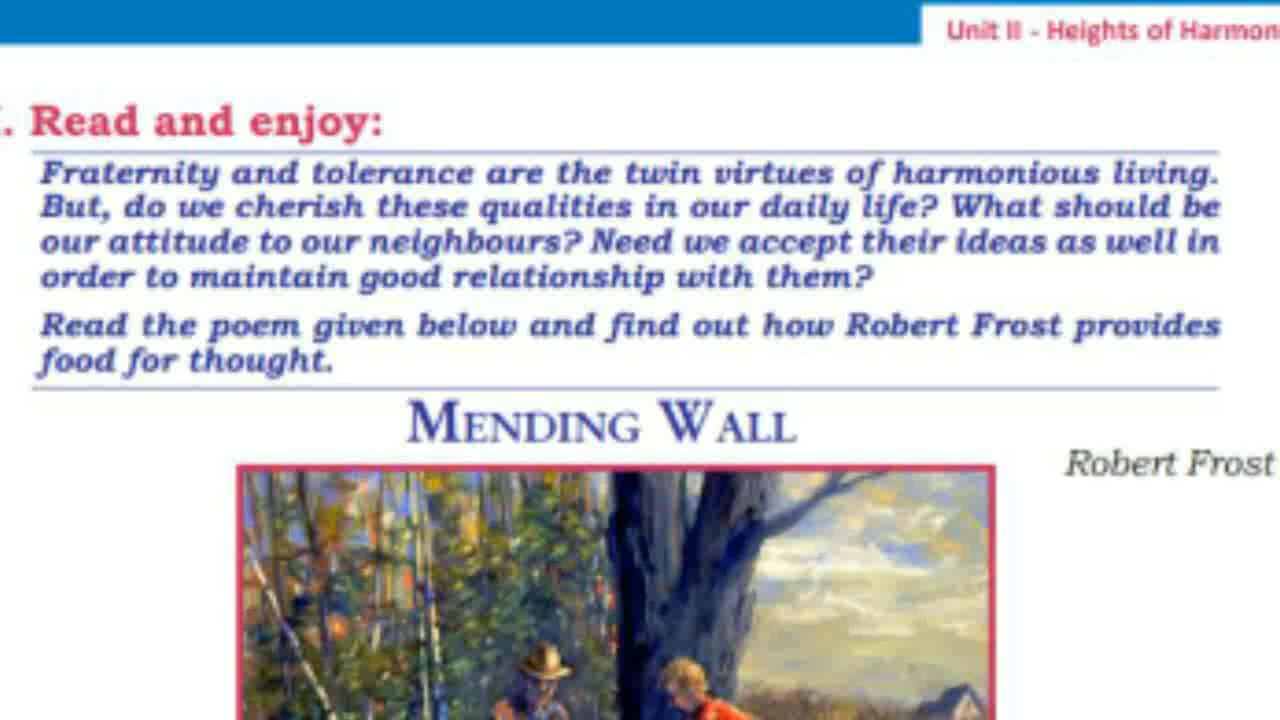 Unit II - Heights of Harmon
. Read and enjoy:
Fraternity and tolerance are the twin virtues of harmonious living.
But, do we cherish these qualities in our daily life? What should be
our attitude to our neighbours? Need we accept their ideas as well in
order to maintain good relationship with them?
Read the poem given below and find out how Robert Frost provides
food for thought.
MENDING WALL
Robert Frost